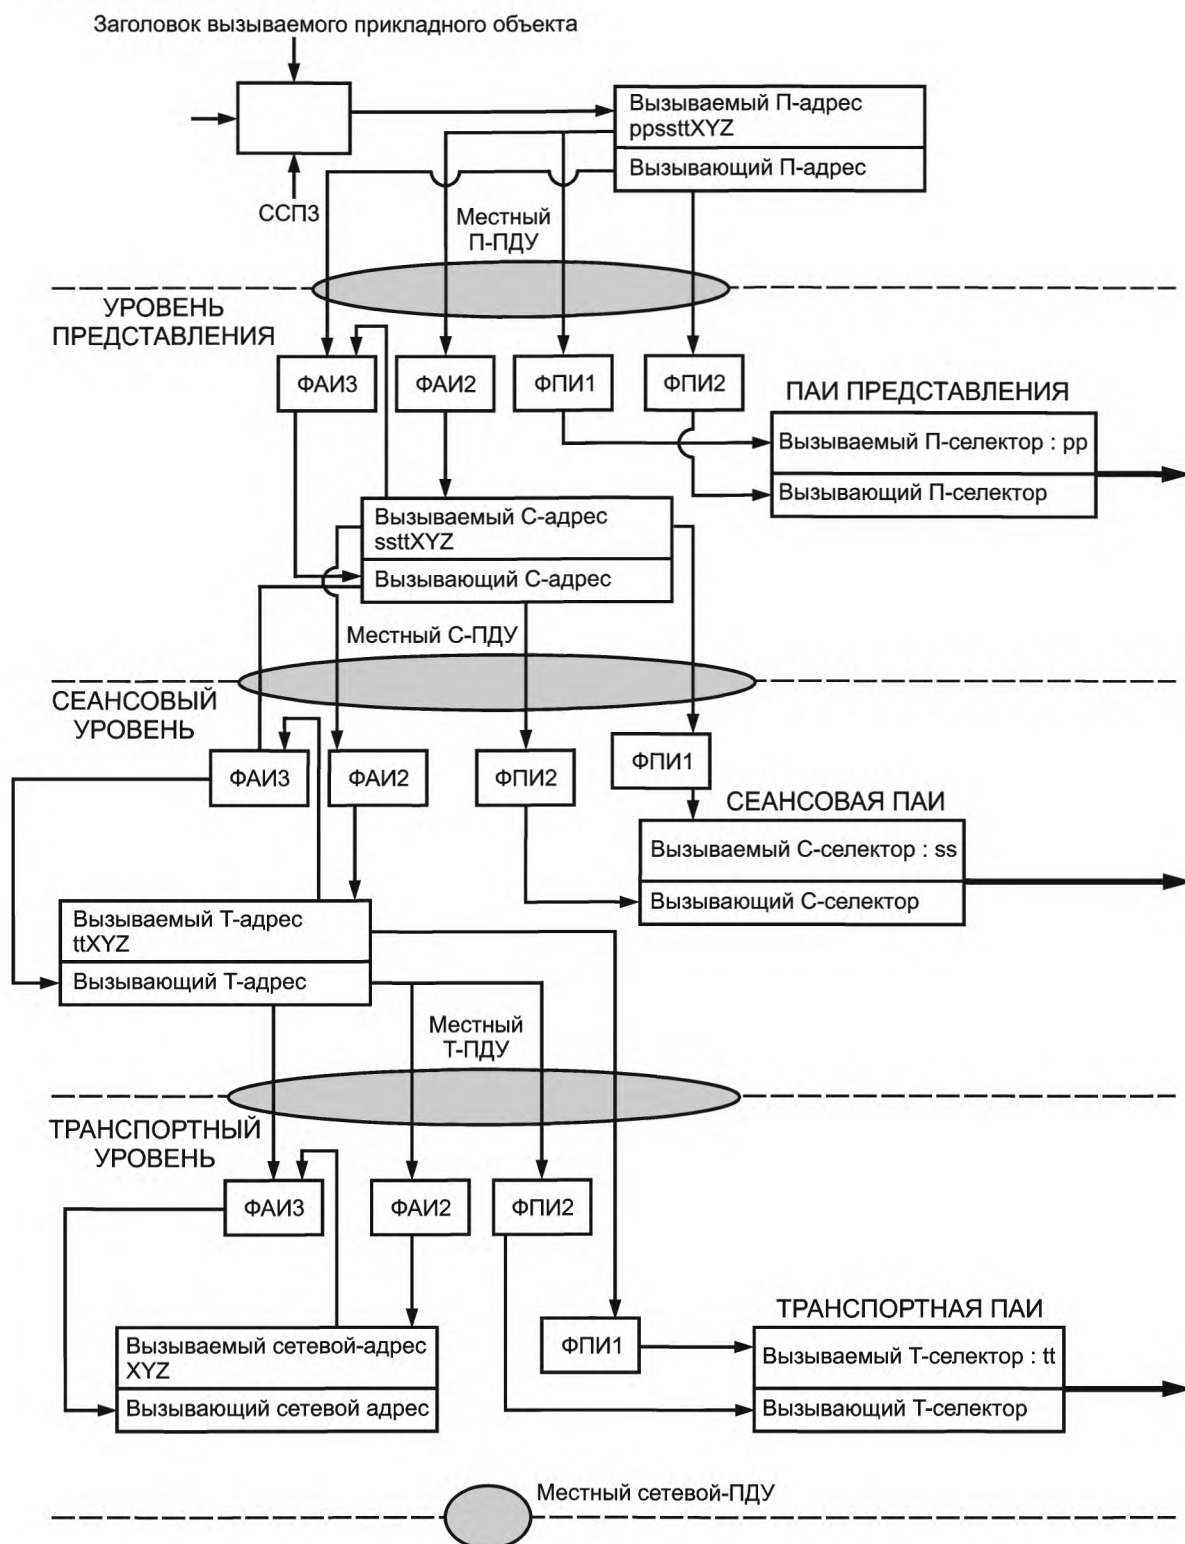 Заголовок вызываемого прикладного объекта
Вызываемый П-адрес
ppssttXYZ
Вызывающий П-адрес
ССПЗ
Местный
П-ПДУ
УРОВЕНЬ
ПРЕДСТАВЛЕНИЯ
ФАИ3
ФАИ2
ФПИ1
ФПИ2
ПАИ ПРЕДСТАВЛЕНИЯ
Вызываемый П-селектор : pp
Вызывающий П-селектор
Вызываемый С-адрес
ssttXYZ
Вызывающий С-адрес
Местный С-ПДУ
СЕАНСОВЫЙ
УРОВЕНЬ
ФАИ3
ФАИ2
ФПИ2
ФПИ1
СЕАНСОВАЯ ПАИ
Вызываемый С-селектор : ss
Вызывающий С-селектор
Вызываемый Т-адрес
ttXYZ
Вызывающий Т-адрес
Местный
Т-ПДУ
ТРАНСПОРТНЫЙ
УРОВЕНЬ
ФАИ3
ФАИ2
ФПИ2
ФПИ1
ТРАНСПОРТНАЯ ПАИ
Вызываемый Т-селектор : tt
Вызывающий Т-селектор
Вызываемый сетевой-адрес
XYZ
Вызывающий сетевой адрес
Местный сетевой-ПДУ